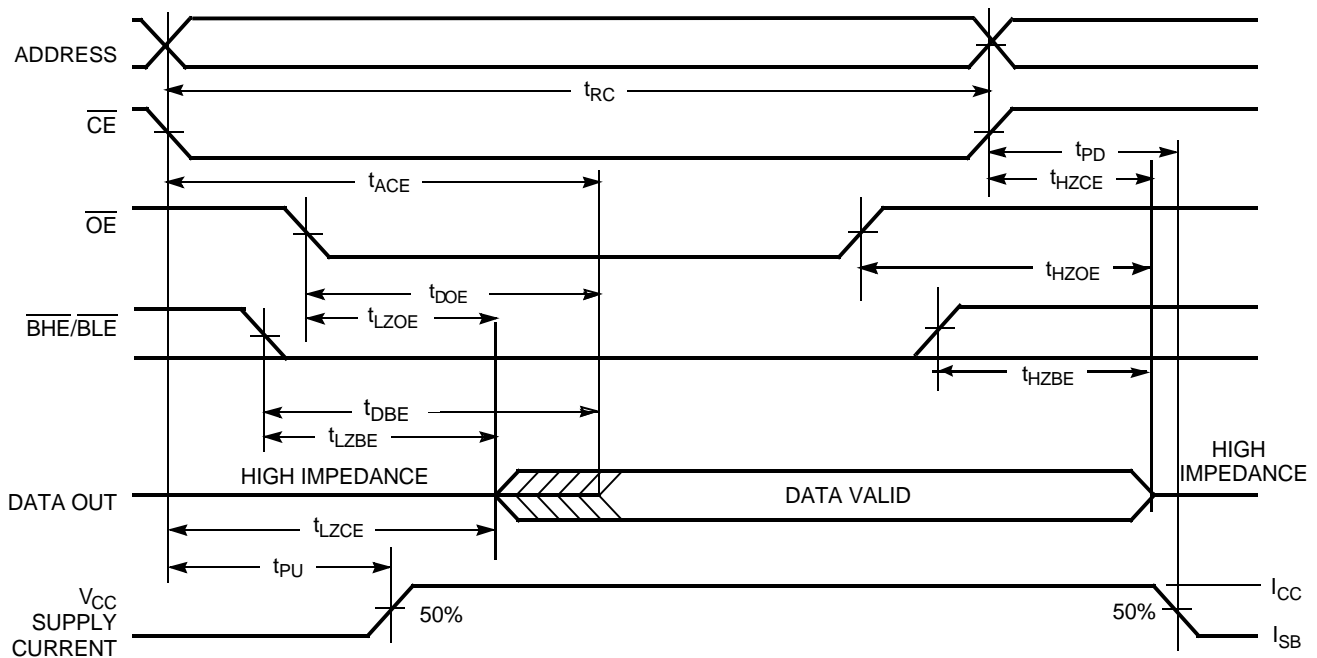 ADDRESS
tRC
CE
tPD
tACE
tHZCE
OE
tHZOE
tDOE
BHE/BLE
tLZOE
tHZBE
tDBE
tLZBE
HIGH IMPEDANCE
HIGH
IMPEDANCE
DATA OUT
DATA VALID
tLZCE
tPU
VCC
SUPPLY
CURRENT
50%
50%
ICC
ISB